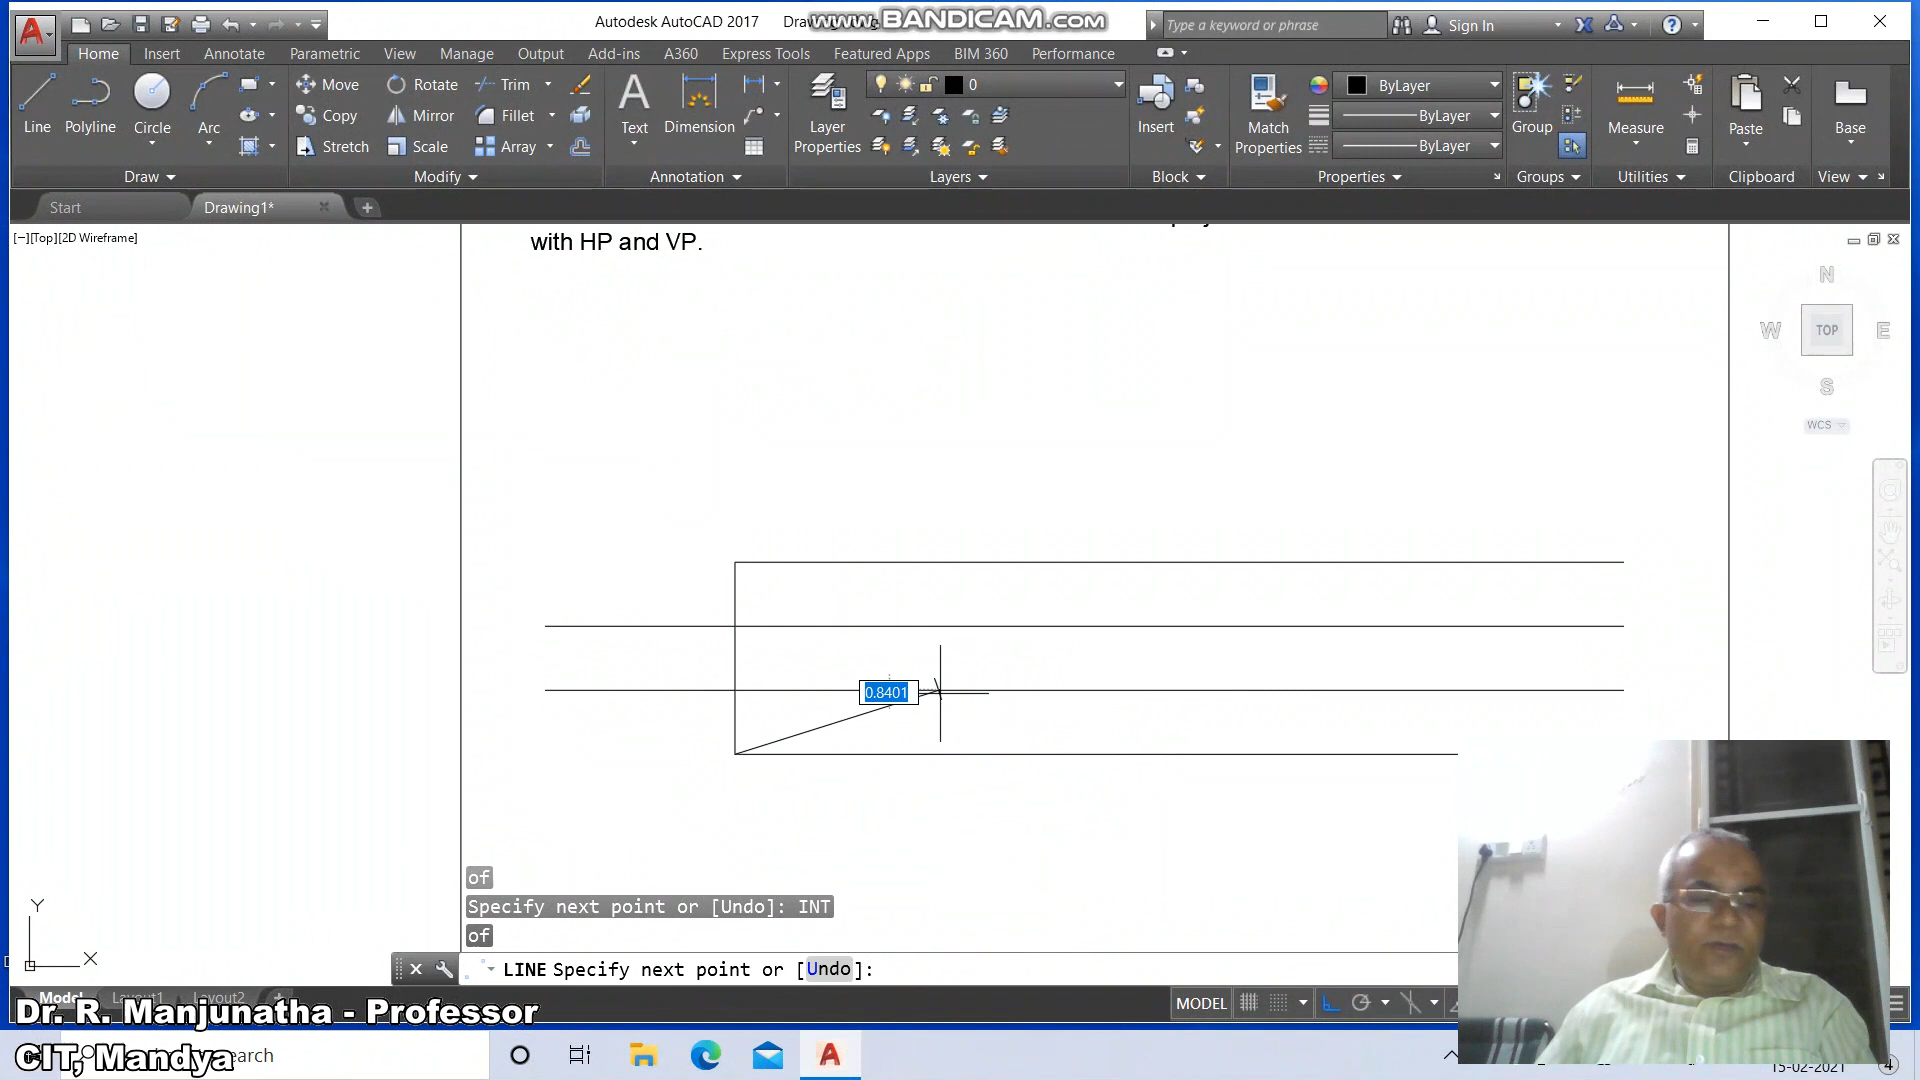 Autodesk AutoCAD 2017
www.BANDICAM.com
Type a keyword or phrase
Sign In
Home Insert Annotate Parametric View Manage Output Add-ins A360 Express Tools Featured Apps BIM 360 Performance
Line
Polyline
Circle
Arc
Move
Copy
Stretch
Rotate
Mirror
Scale
Trim
Fillet
Array
Text
Dimension
Layer
Properties
0
Insert
Match
Properties
ByLayer
ByLayer
ByLayer
Group
Measure
Paste
Base
Draw
Modify
Annotation
Layers
Block
Properties
Groups
Utilities
Clipboard
View
Start
Drawing1*
[−][Top][2D Wireframe]
with HP and VP.
N
W
TOP
E
S
WCS
0.8401
Y
X
of
Specify next point or [Undo]: INT
of
LINE Specify next point or [Undo]:
Model Layout1 Layout2
MODEL
Dr. R. Manjunatha - Professor
CIT, Mandya
search
15-02-2021
4